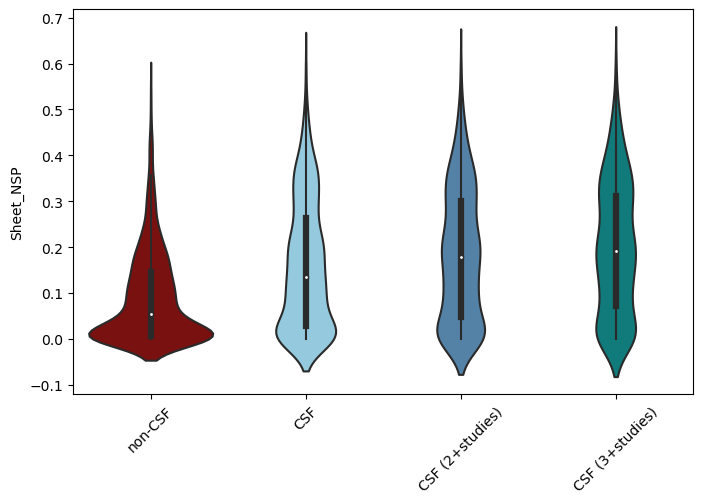 0.7
0.6
0.5
0.4
0.3
0.2
0.1
0.0
−0.1
Sheet_NSP
non-CSF
CSF
CSF (2+studies)
CSF (3+studies)